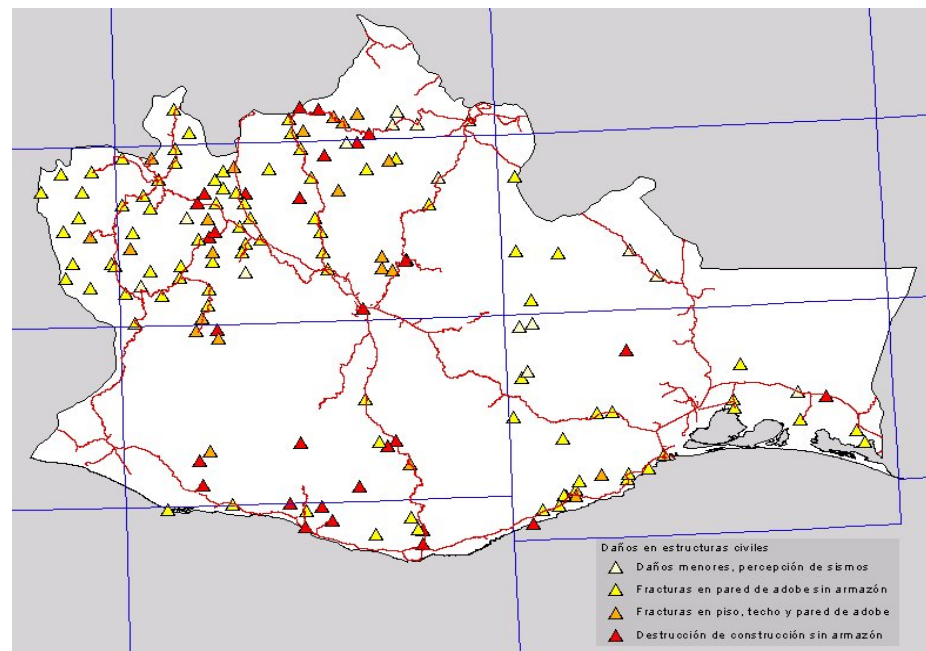 Daños en estructuras civiles
Daños menores, percepción de sismos
Fracturas en pared de adobe sin armazón
Fracturas en piso, techo y pared de adobe
Destrucción de construcción sin armazón